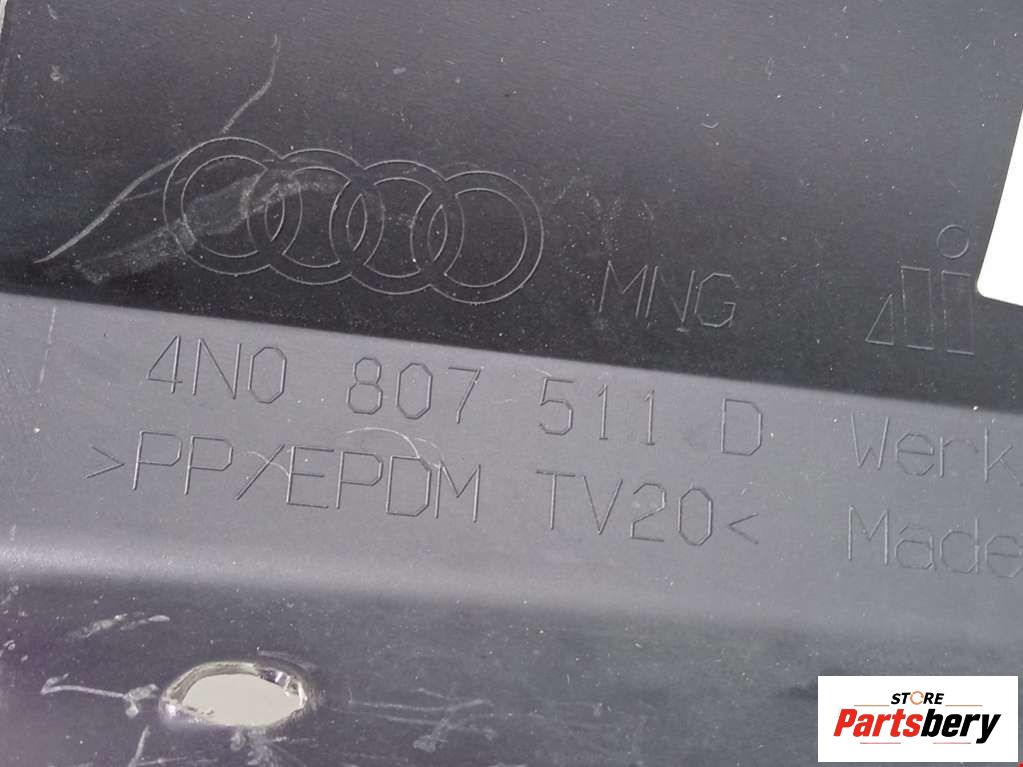 MNG
4N0 807 511 D Werk
>PP/EPDM TV20< Made
STORE
Partsbery